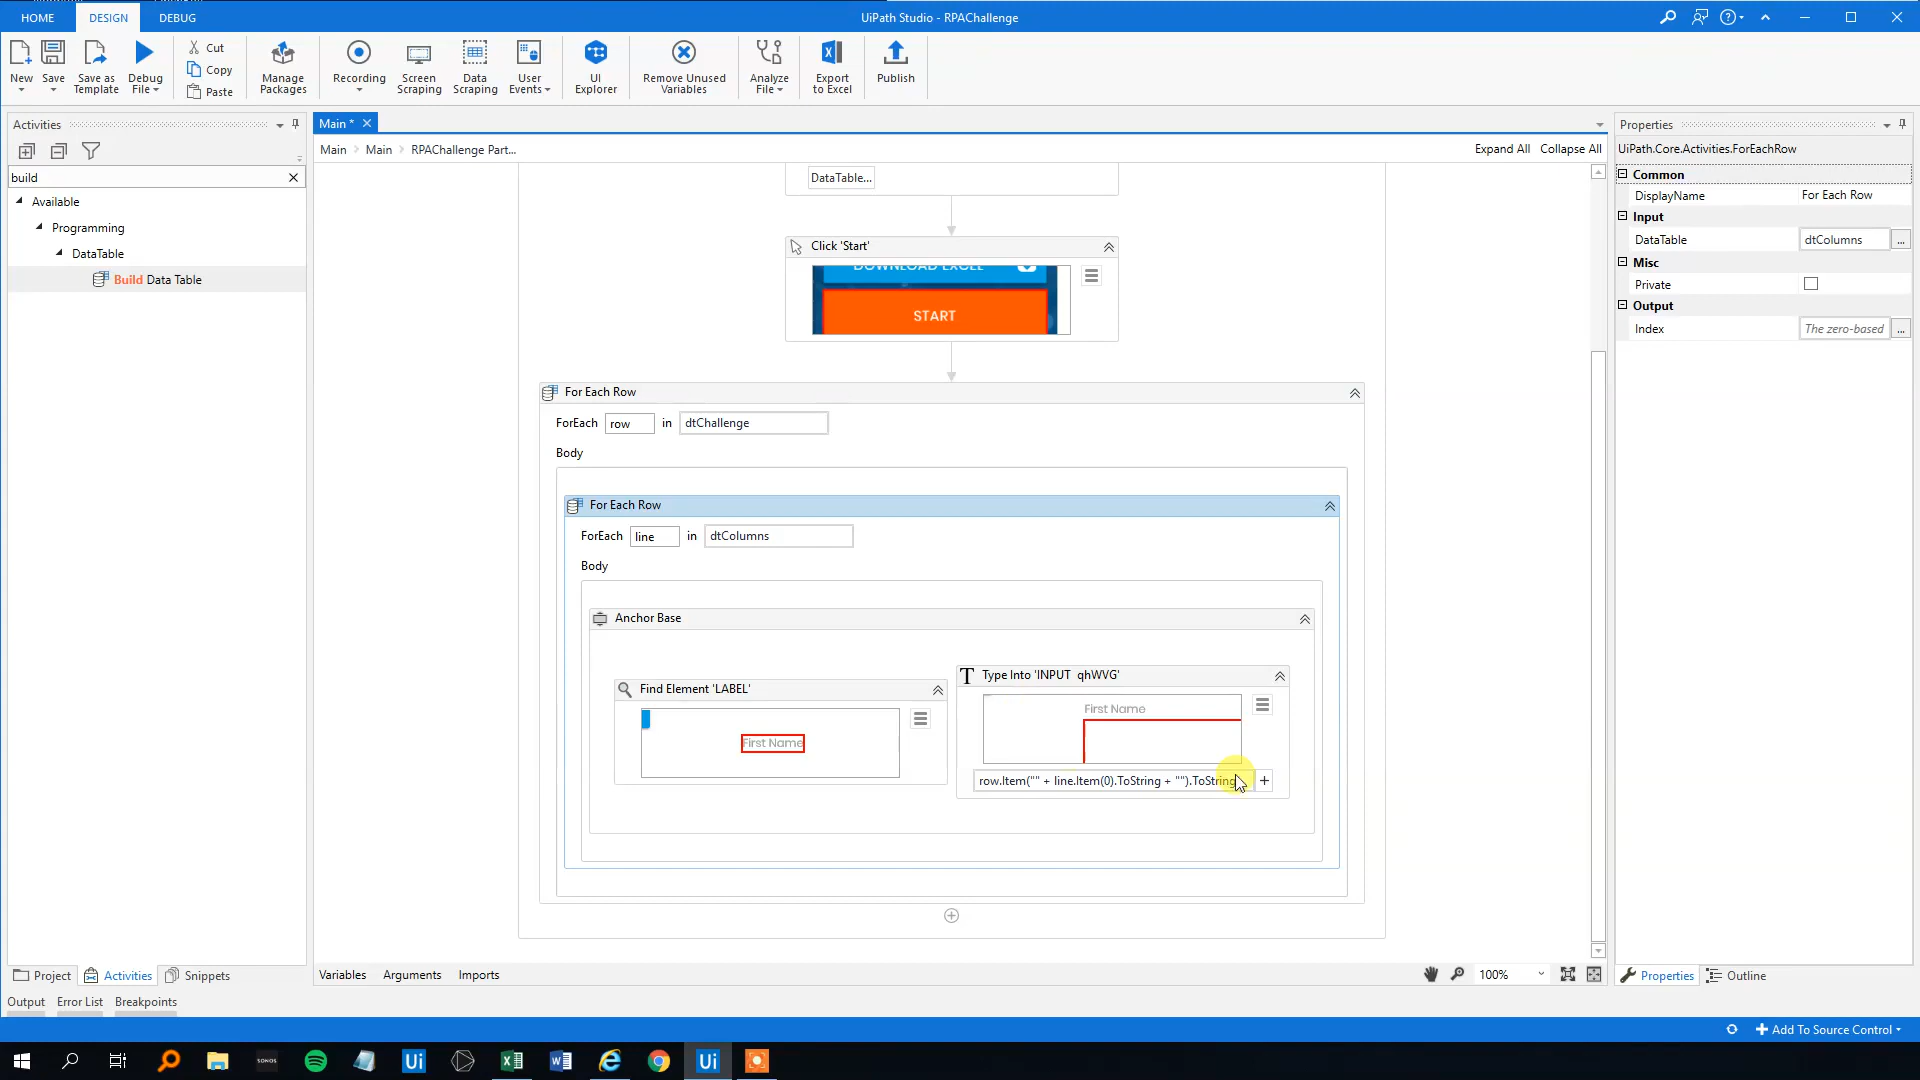 HOME DESIGN DEBUG
UiPath Studio - RPAChallenge
New Save Save as Template Debug File
Cut
Copy
Paste
Manage Packages Recording Screen Scraping Data Scraping User Events UI Explorer Remove Unused Variables Analyze File Export to Excel Publish
Activities
build
Available
Programming
DataTable
Build Data Table
Main *
Main > Main > RPAChallenge Part...
Expand All Collapse All
DataTable...
Click 'Start'
DOWNLOAD EXCEL
START
For Each Row
ForEach row in dtChallenge
Body
For Each Row
ForEach line in dtColumns
Body
Anchor Base
Find Element 'LABEL'
First Name
Type Into 'INPUT qhWVG'
First Name
row.Item("" + line.Item(0).ToString + "").ToString
Properties
UiPath.Core.Activities.ForEachRow
Common
DisplayName For Each Row
Input
DataTable dtColumns ...
Misc
Private
Output
Index The zero-based ...
Project Activities Snippets
Variables Arguments Imports
100%
Properties Outline
Output Error List Breakpoints
Add To Source Control
SONOS
Ui
Ui